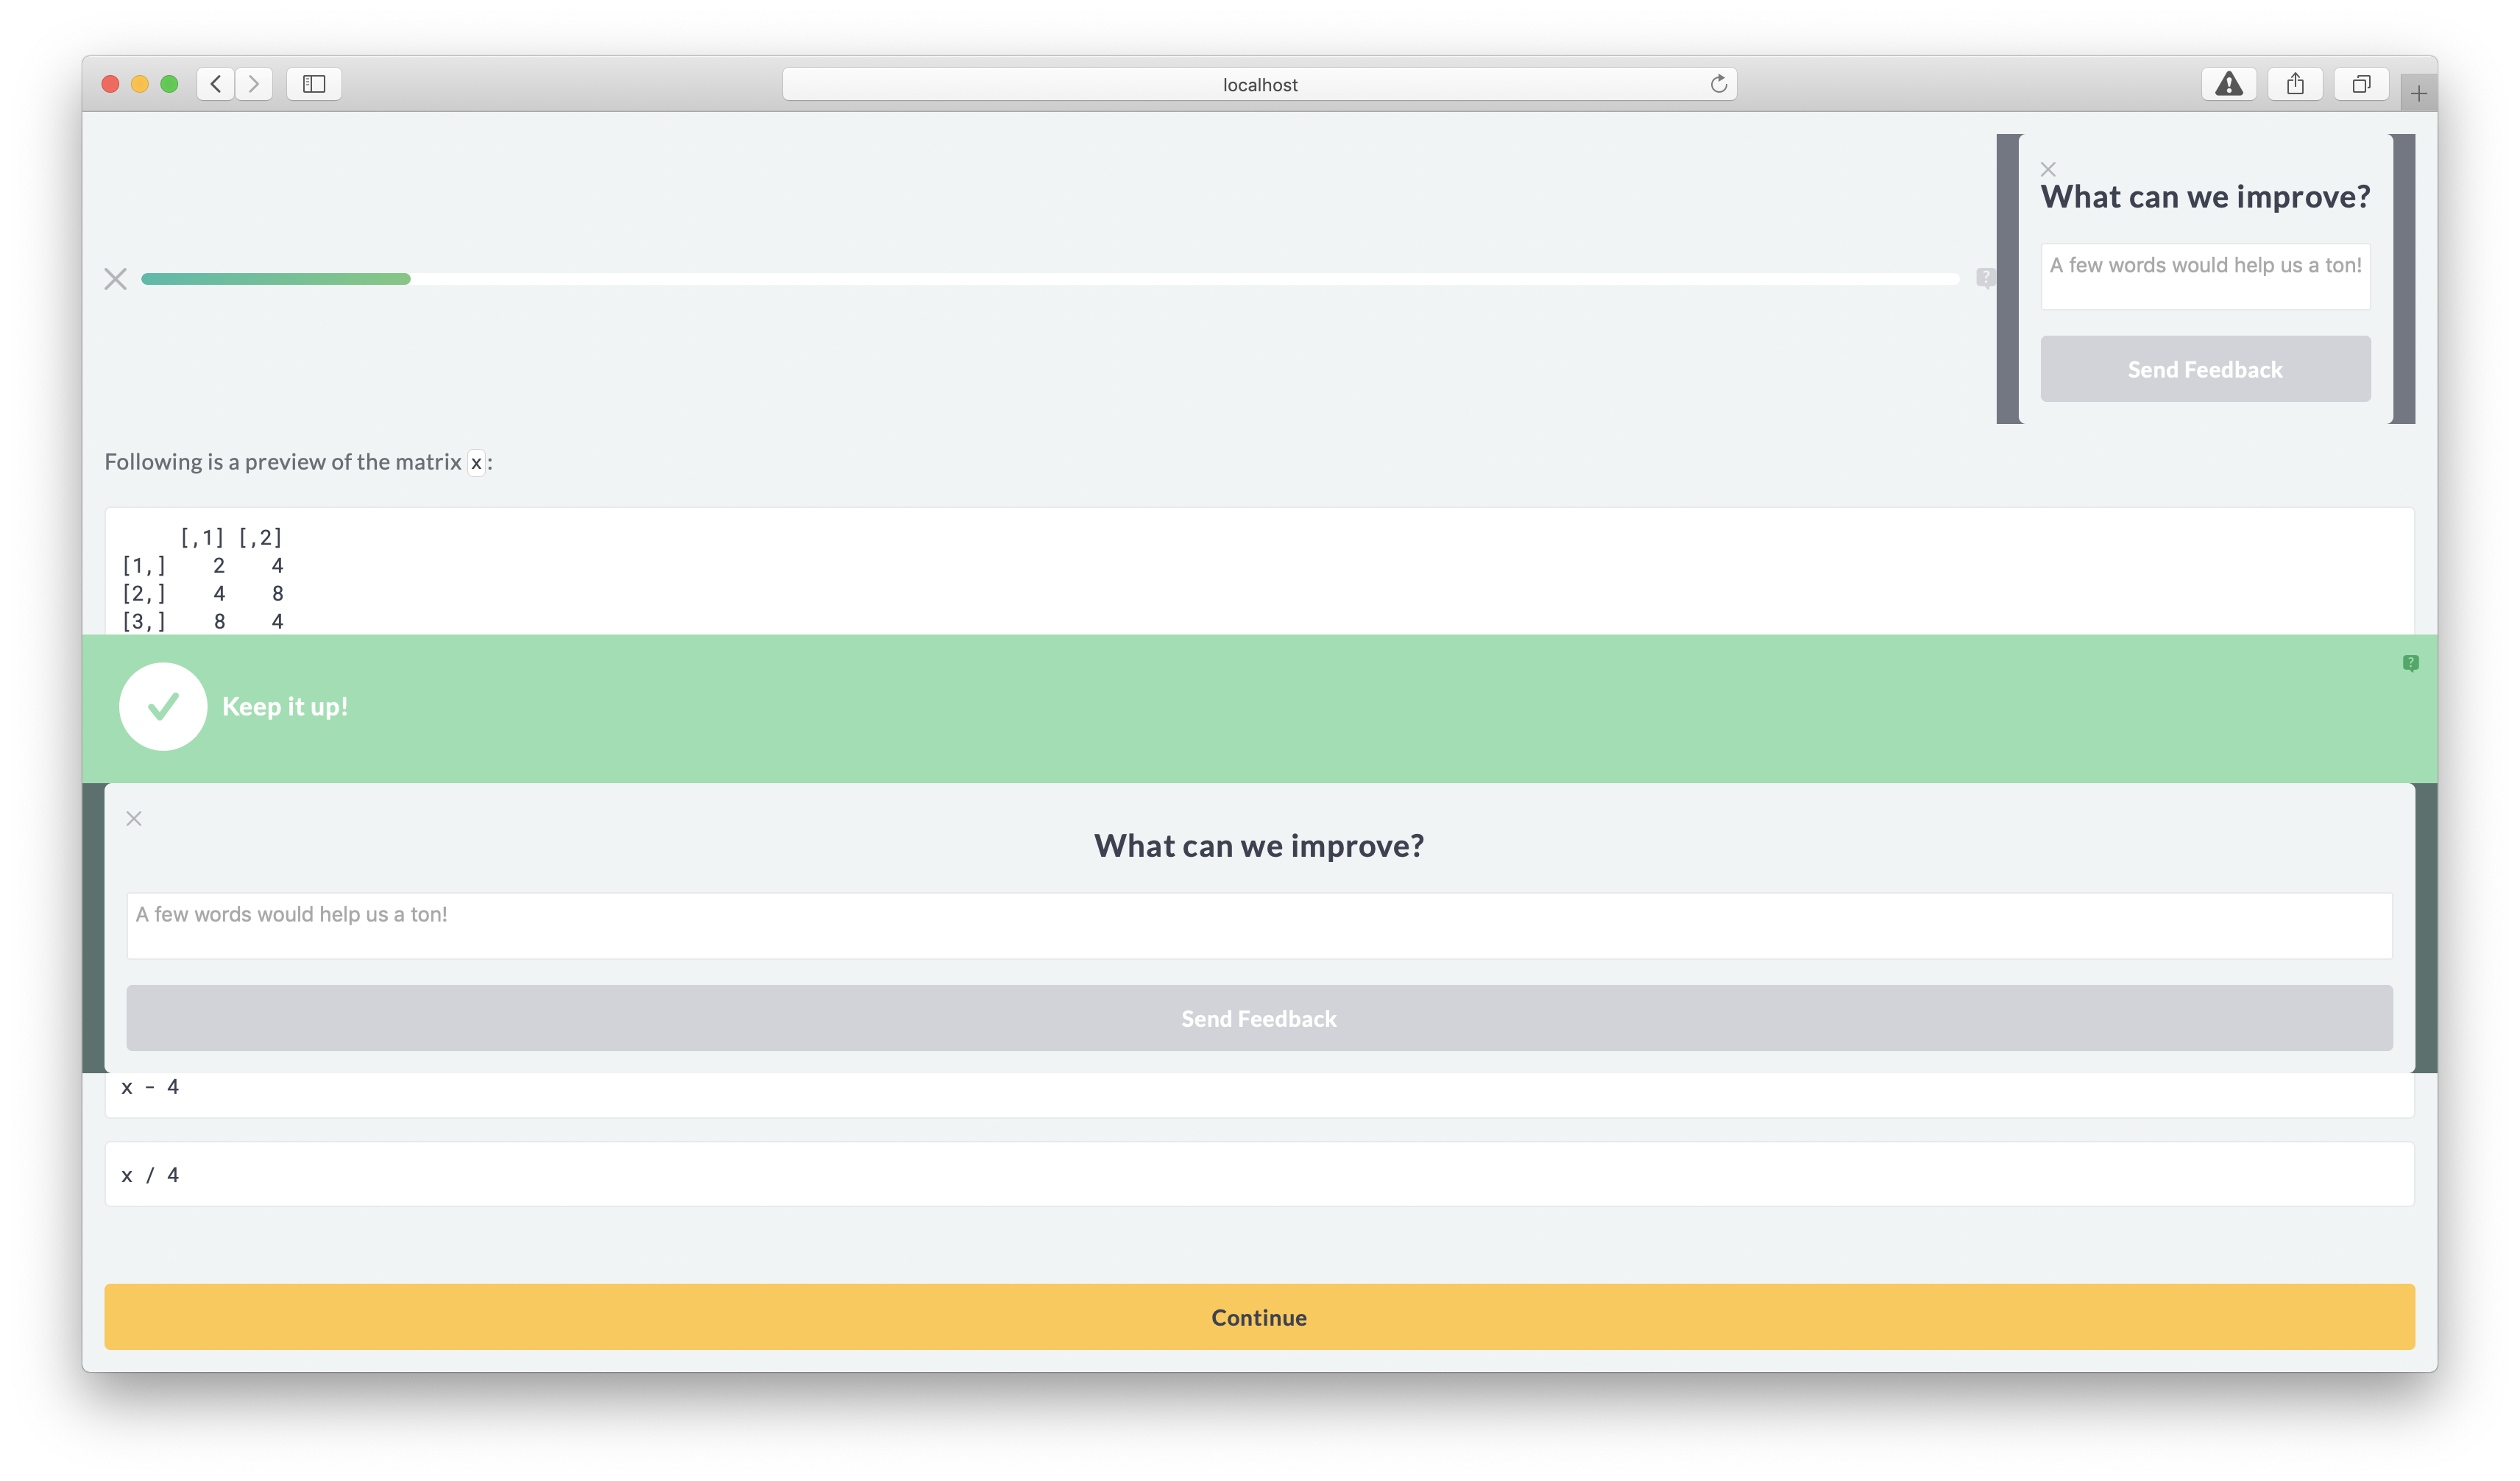 localhost
What can we improve?
A few words would help us a ton!
Send Feedback
Following is a preview of the matrix x:
[,1] [,2]
[1,] 2 4
[2,] 4 8
[3,] 8 4
Keep it up!
What can we improve?
A few words would help us a ton!
Send Feedback
x - 4
x / 4
Continue